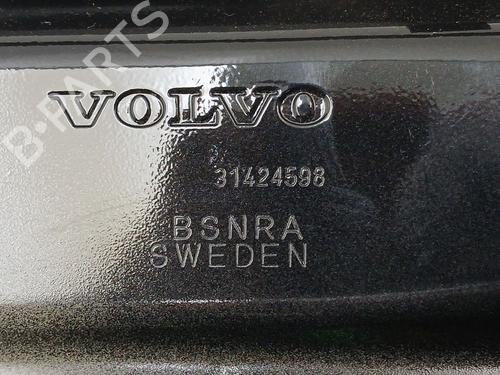 B-PARTS
VOLVO
31424598
BSNRA
SWEDEN